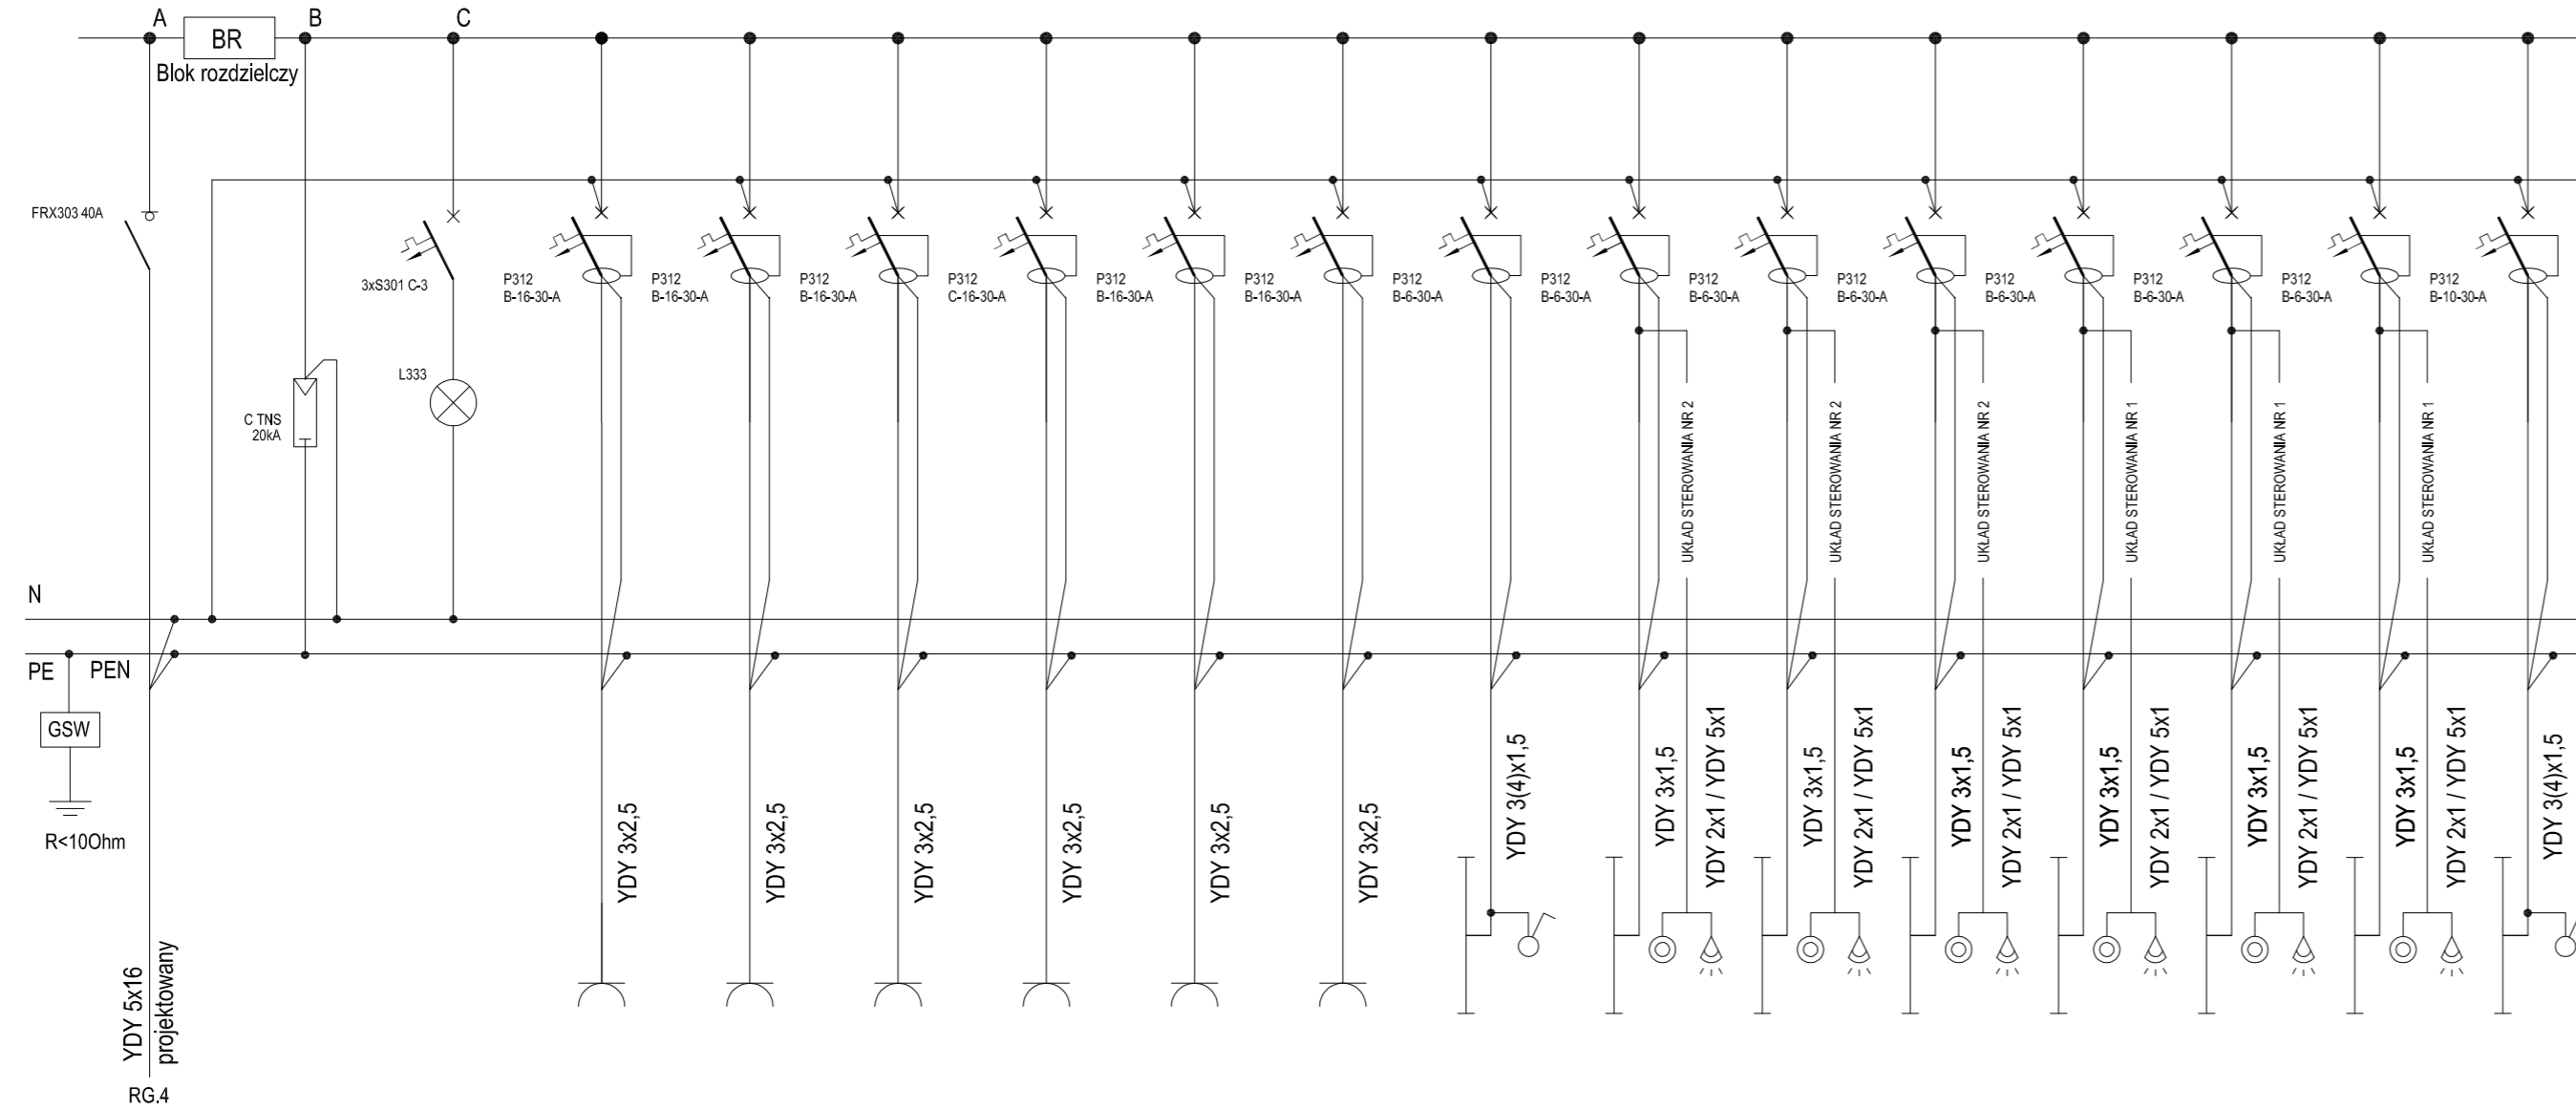 A
BR
B
C
Blok rozdzielczy
FRX303 40A
3xS301 C-3
P312
B-16-30-A
P312
B-16-30-A
P312
B-16-30-A
P312
C-16-30-A
P312
B-16-30-A
P312
B-16-30-A
P312
B-6-30-A
P312
B-6-30-A
P312
B-6-30-A
P312
B-6-30-A
P312
B-6-30-A
P312
B-6-30-A
P312
B-6-30-A
P312
B-10-30-A
L333
C TNS
20kA
UKŁAD STEROWANIA NR 2
UKŁAD STEROWANIA NR 2
UKŁAD STEROWANIA NR 2
UKŁAD STEROWANIA NR 1
UKŁAD STEROWANIA NR 1
UKŁAD STEROWANIA NR 1
N
PE
PEN
GSW
R<10Ohm
YDY 5x16
projektowany
RG.4
YDY 3x2,5
YDY 3x2,5
YDY 3x2,5
YDY 3x2,5
YDY 3x2,5
YDY 3x2,5
YDY 3(4)x1,5
YDY 3x1,5
YDY 2x1 / YDY 5x1
YDY 3x1,5
YDY 2x1 / YDY 5x1
YDY 3x1,5
YDY 2x1 / YDY 5x1
YDY 3x1,5
YDY 2x1 / YDY 5x1
YDY 3x1,5
YDY 2x1 / YDY 5x1
YDY 3x1,5
YDY 2x1 / YDY 5x1
YDY 3(4)x1,5